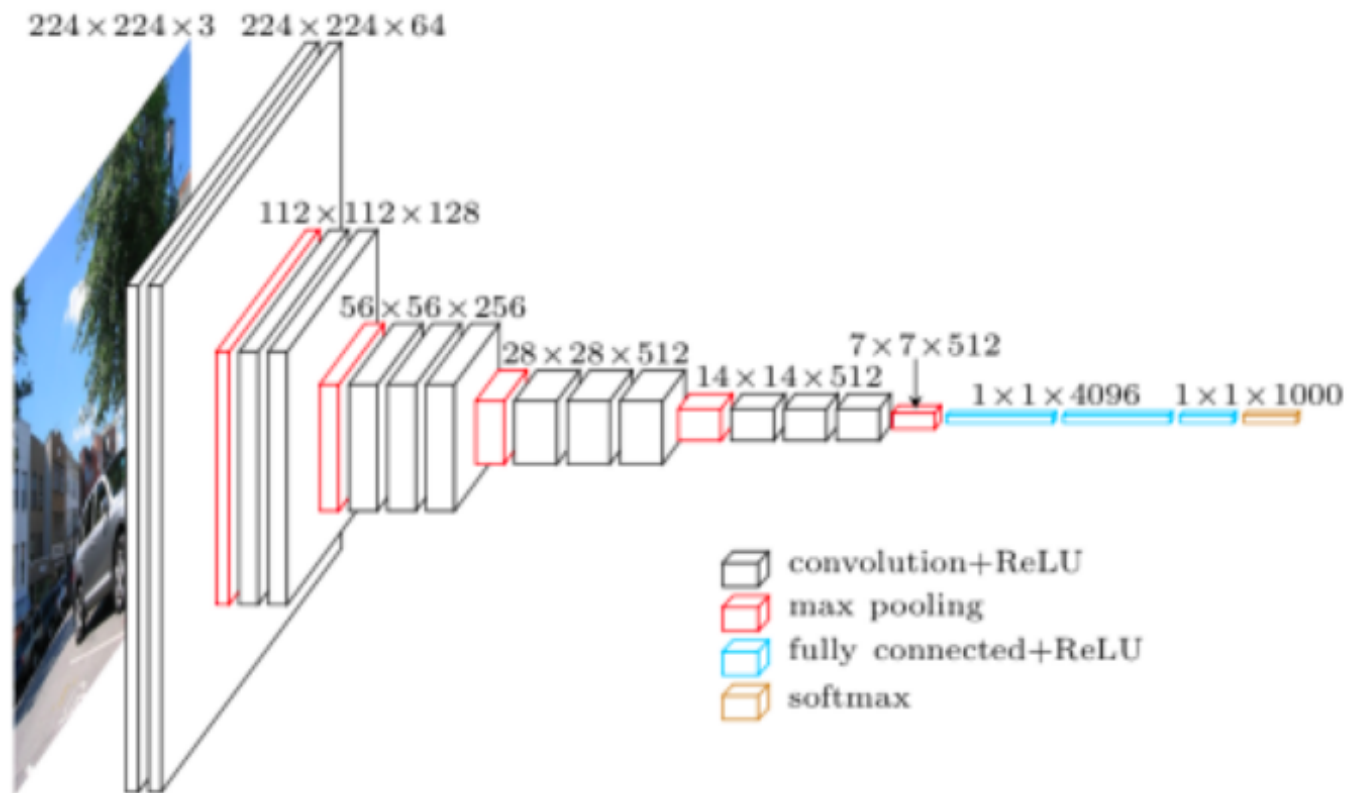 224×224×3
224×224×64
112×112×128
56×56×256
28×28×512
14×14×512
7×7×512
1×1×4096
1×1×1000
convolution+ReLU
max pooling
fully connected+ReLU
softmax